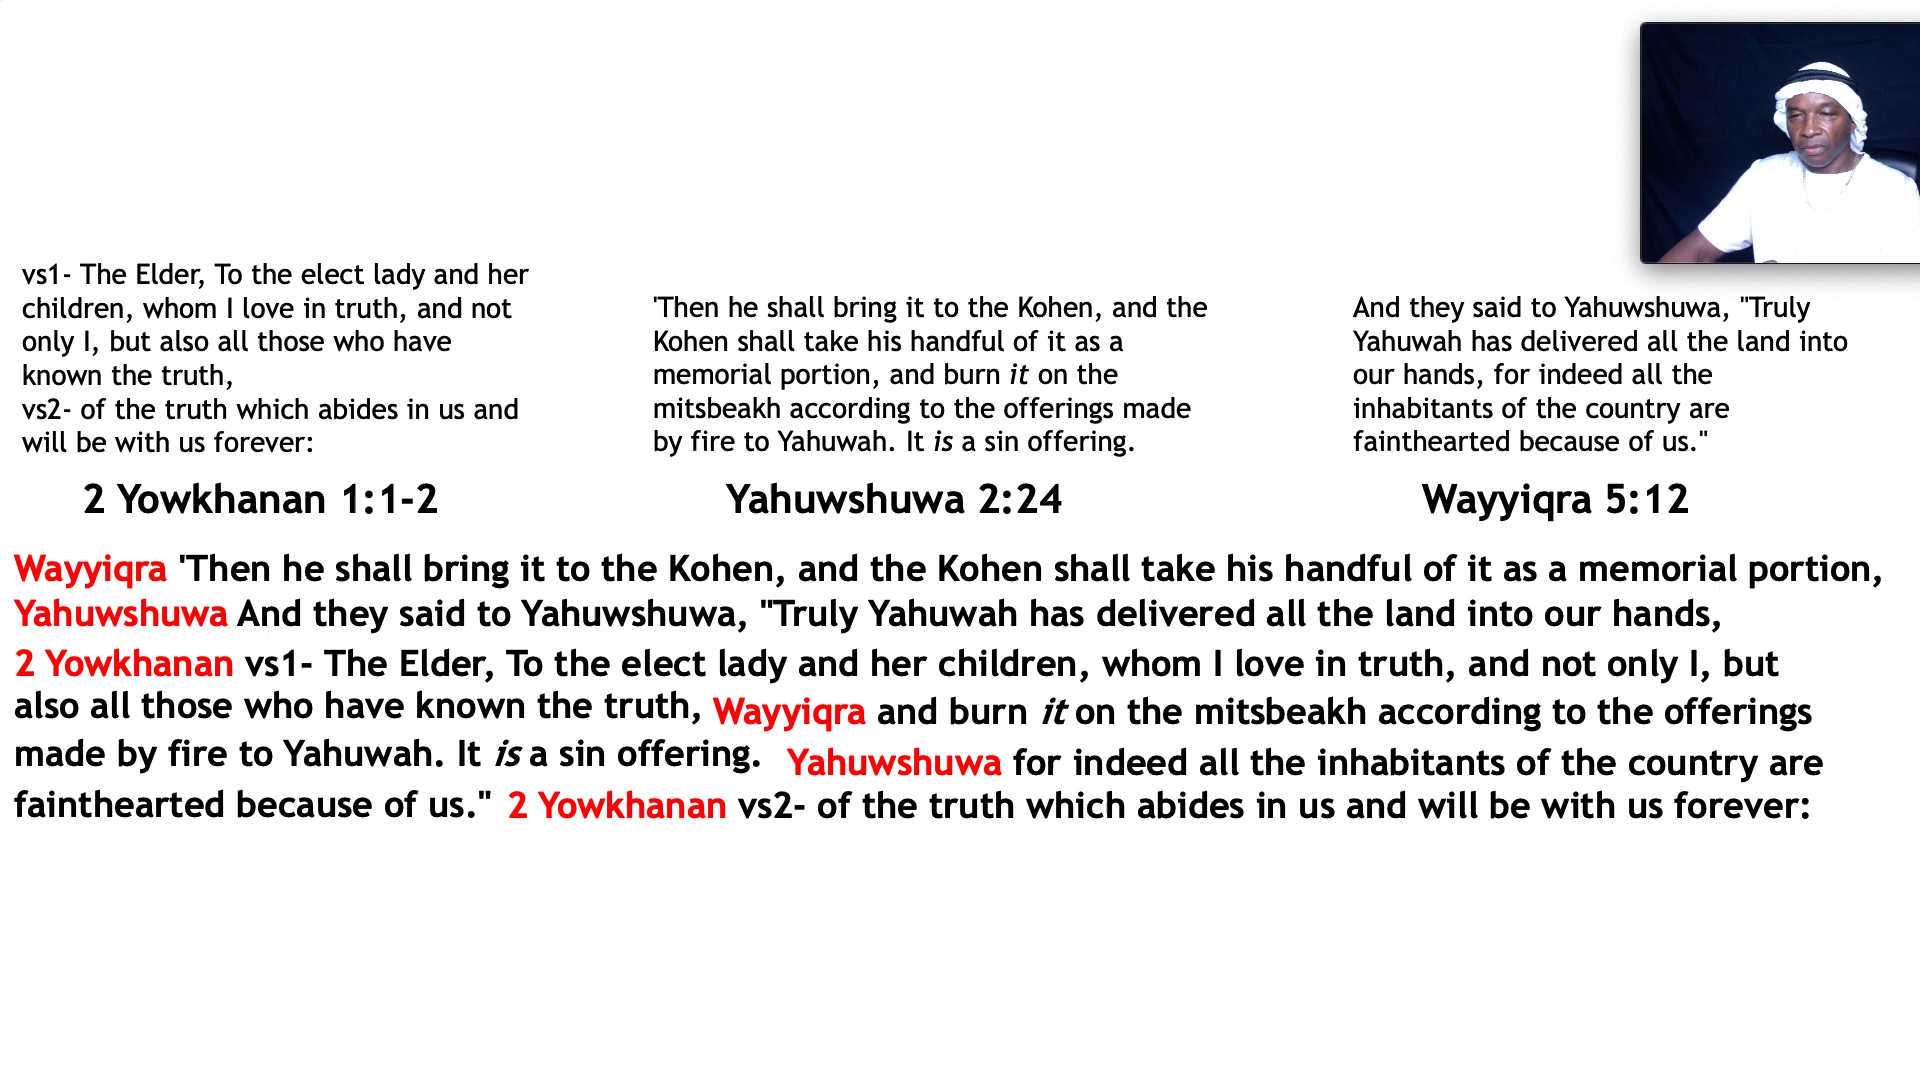 vs1- The Elder, To the elect lady and her
children, whom I love in truth, and not
only I, but also all those who have
known the truth,
vs2- of the truth which abides in us and
will be with us forever:
2 Yowkhanan 1:1-2
'Then he shall bring it to the Kohen, and the
Kohen shall take his handful of it as a
memorial portion, and burn it on the
mitsbeakh according to the offerings made
by fire to Yahuwah. It is a sin offering.
Yahuwshuwa 2:24
And they said to Yahuwshuwa, "Truly
Yahuwah has delivered all the land into
our hands, for indeed all the
inhabitants of the country are
fainthearted because of us."
Wayyiqra 5:12
Wayyiqra 'Then he shall bring it to the Kohen, and the Kohen shall take his handful of it as a memorial portion,
Yahuwshuwa And they said to Yahuwshuwa, "Truly Yahuwah has delivered all the land into our hands,
2 Yowkhanan vs1- The Elder, To the elect lady and her children, whom I love in truth, and not only I, but
also all those who have known the truth, Wayyiqra and burn it on the mitsbeakh according to the offerings
made by fire to Yahuwah. It is a sin offering. Yahuwshuwa for indeed all the inhabitants of the country are
fainthearted because of us." 2 Yowkhanan vs2- of the truth which abides in us and will be with us forever: